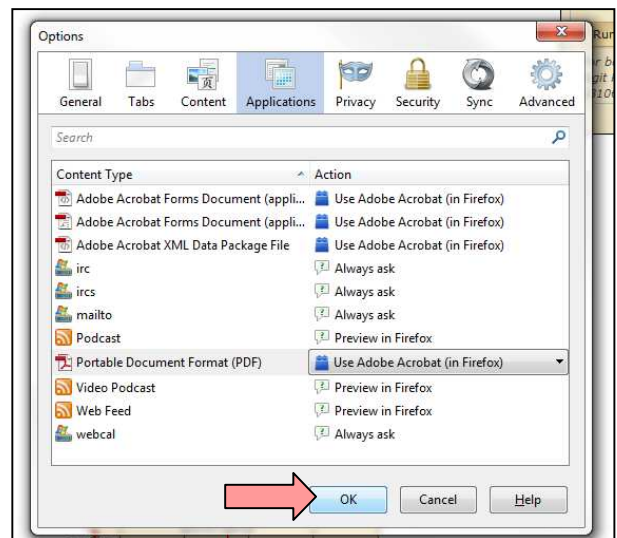 Options
Run
General Tabs Content Applications Privacy Security Sync Advanced
Search
Content Type Action
Adobe Acrobat Forms Document (appli... Use Adobe Acrobat (in Firefox)
Adobe Acrobat Forms Document (appli... Use Adobe Acrobat (in Firefox)
Adobe Acrobat XML Data Package File Use Adobe Acrobat (in Firefox)
irc Always ask
ircs Always ask
mailto Always ask
Podcast Preview in Firefox
Portable Document Format (PDF) Use Adobe Acrobat (in Firefox)
Video Podcast Preview in Firefox
Web Feed Preview in Firefox
webcal Always ask
OK Cancel Help